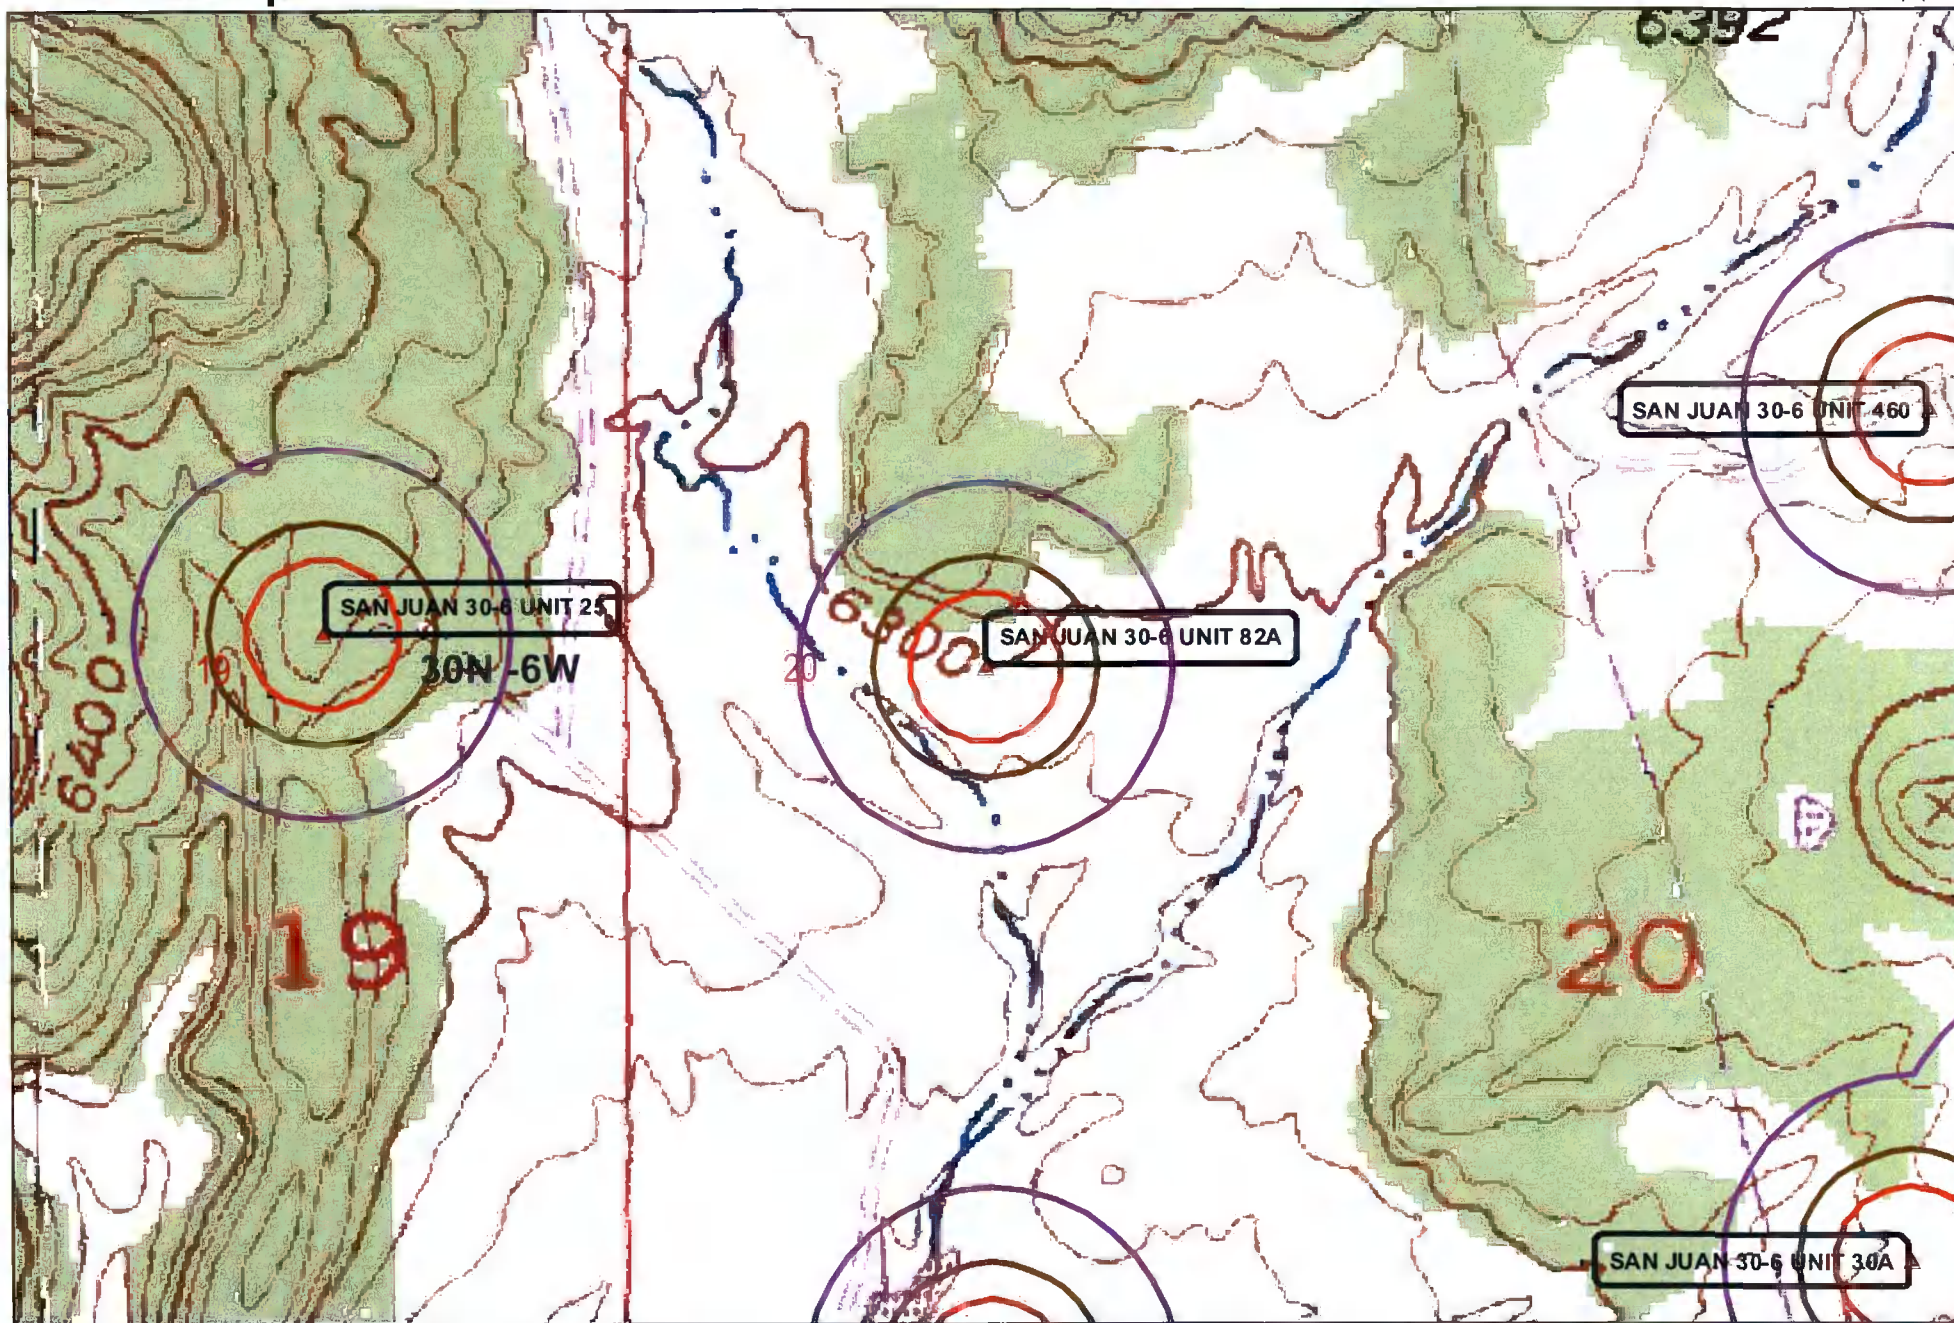 6392
SAN JUAN 30-6 UNIT 460
SAN JUAN 30-6 UNIT 25
6300
SAN JUAN 30-6 UNIT 82A
19
30N -6W
20
6400
19
20
SAN JUAN 30-6 UNIT 30A